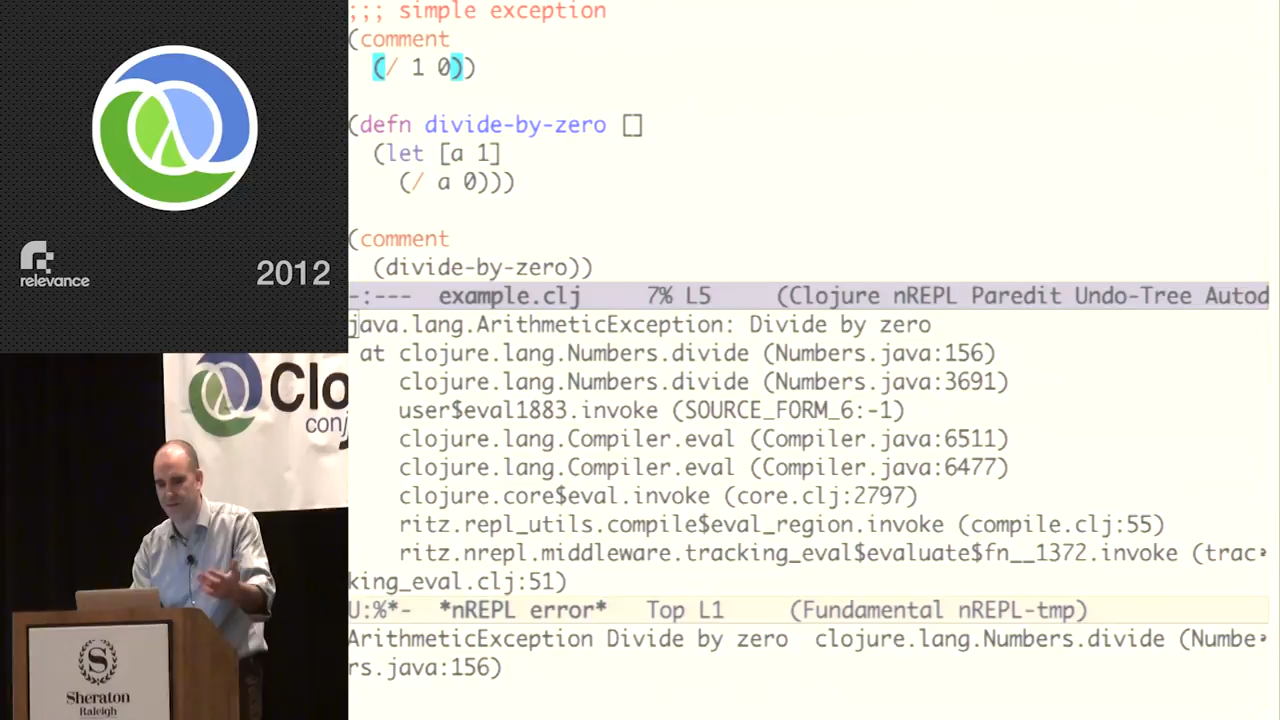 ;;; simple exception
(comment
(/ 1 0))
(defn divide-by-zero []
(let [a 1]
(/ a 0)))
(comment
(divide-by-zero))
-:--- example.clj 7% L5 (Clojure nREPL Paredit Undo-Tree Autod
java.lang.ArithmeticException: Divide by zero
at clojure.lang.Numbers.divide (Numbers.java:156)
clojure.lang.Numbers.divide (Numbers.java:3691)
user$eval1883.invoke (SOURCE_FORM_6:-1)
clojure.lang.Compiler.eval (Compiler.java:6511)
clojure.lang.Compiler.eval (Compiler.java:6477)
clojure.core$eval.invoke (core.clj:2797)
ritz.repl_utils.compile$eval_region.invoke (compile.clj:55)
ritz.nrepl.middleware.tracking_eval$evaluate$fn__1372.invoke (trac
king_eval.clj:51)
U:%*- *nREPL error* Top L1 (Fundamental nREPL-tmp)
ArithmeticException Divide by zero clojure.lang.Numbers.divide (Numbe
rs.java:156)
relevance
2012
Clo
conj
S
Sheraton
Raleigh